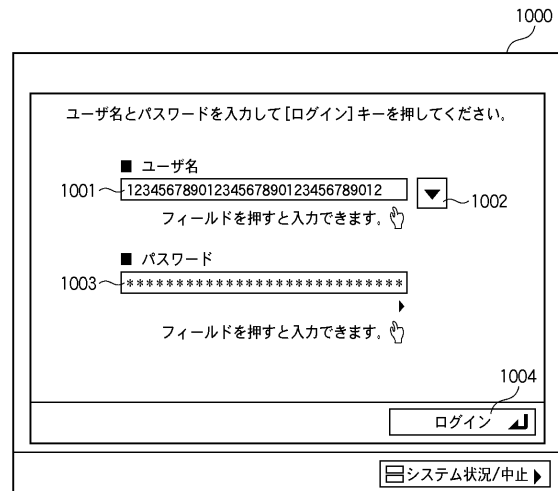 1000
ユーザ名とパスワードを入力して[ログイン]キーを押してください。
■ ユーザ名
1001
12345678901234567890123456789012
1002
フィールドを押すと入力できます。
■ パスワード
1003
****************************
フィールドを押すと入力できます。
1004
ログイン
システム状況/中止